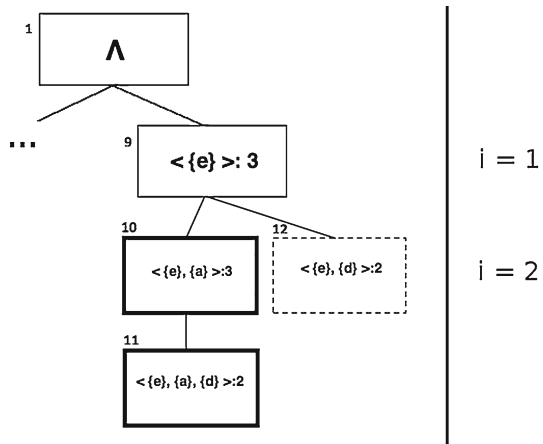 1
Λ
...
9
< {e} >: 3
i = 1
10
< {e}, {a} >:3
12
< {e}, {d} >:2
i = 2
11
< {e}, {a}, {d} >:2